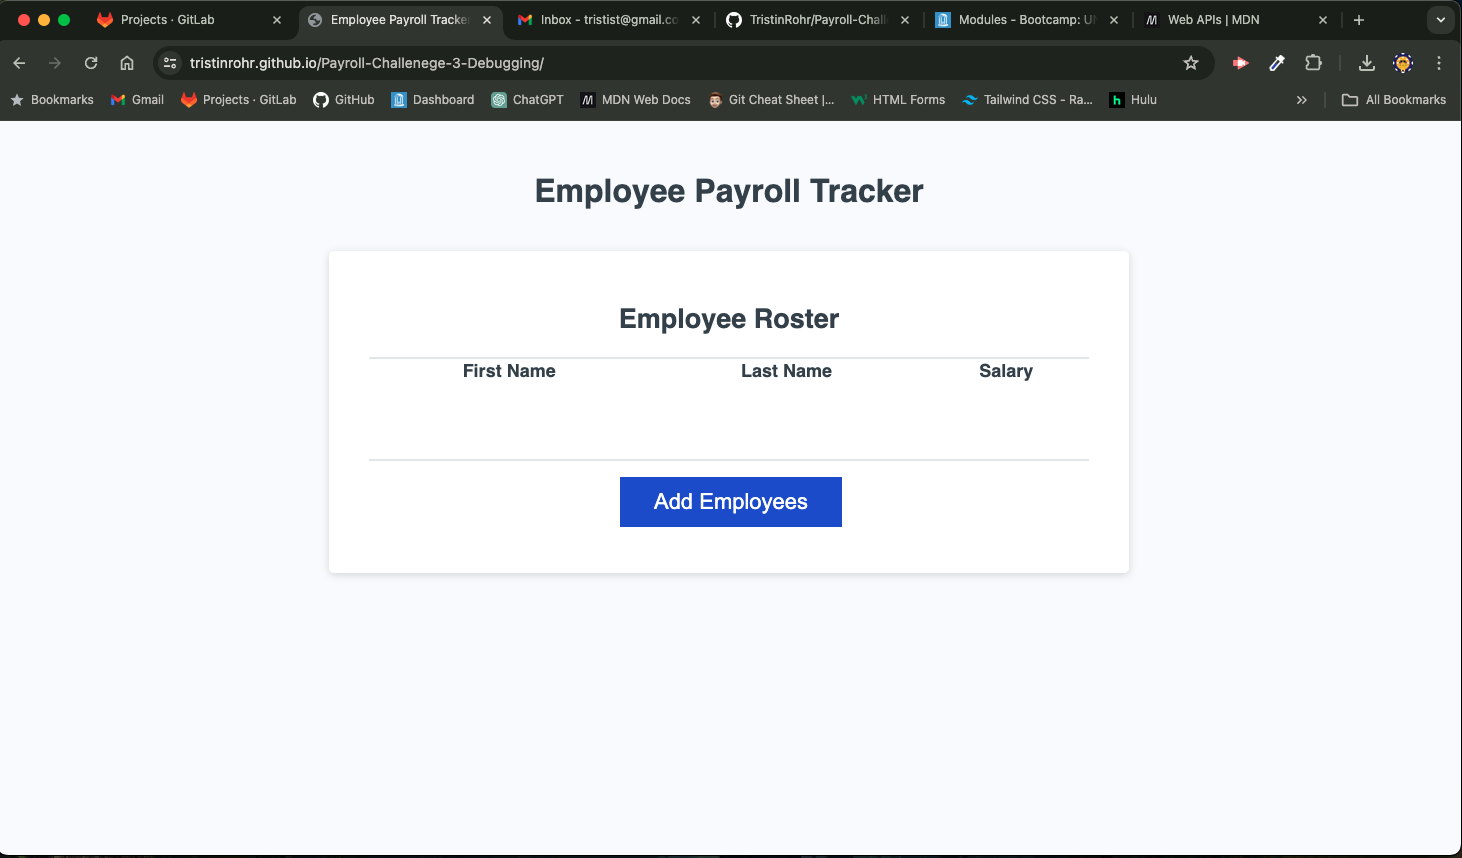 Projects · GitLab
Employee Payroll Tracker
Inbox - tristist@gmail.co
TristinRohr/Payroll-Chall
Modules - Bootcamp: UN
Web APIs | MDN
tristinrohr.github.io/Payroll-Challenege-3-Debugging/
Bookmarks Gmail Projects · GitLab GitHub Dashboard ChatGPT MDN Web Docs Git Cheat Sheet |... HTML Forms Tailwind CSS - Ra... Hulu » All Bookmarks
Employee Payroll Tracker
Employee Roster
First Name Last Name Salary
Add Employees